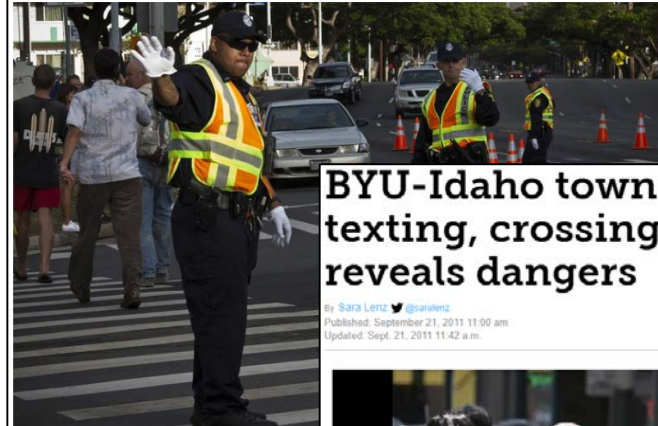 BYU-Idaho town
texting, crossing
reveals dangers
By Sara Lenz @saralenz
Published: September 21, 2011 11:00 am
Updated: Sept. 21, 2011 11:42 a.m.